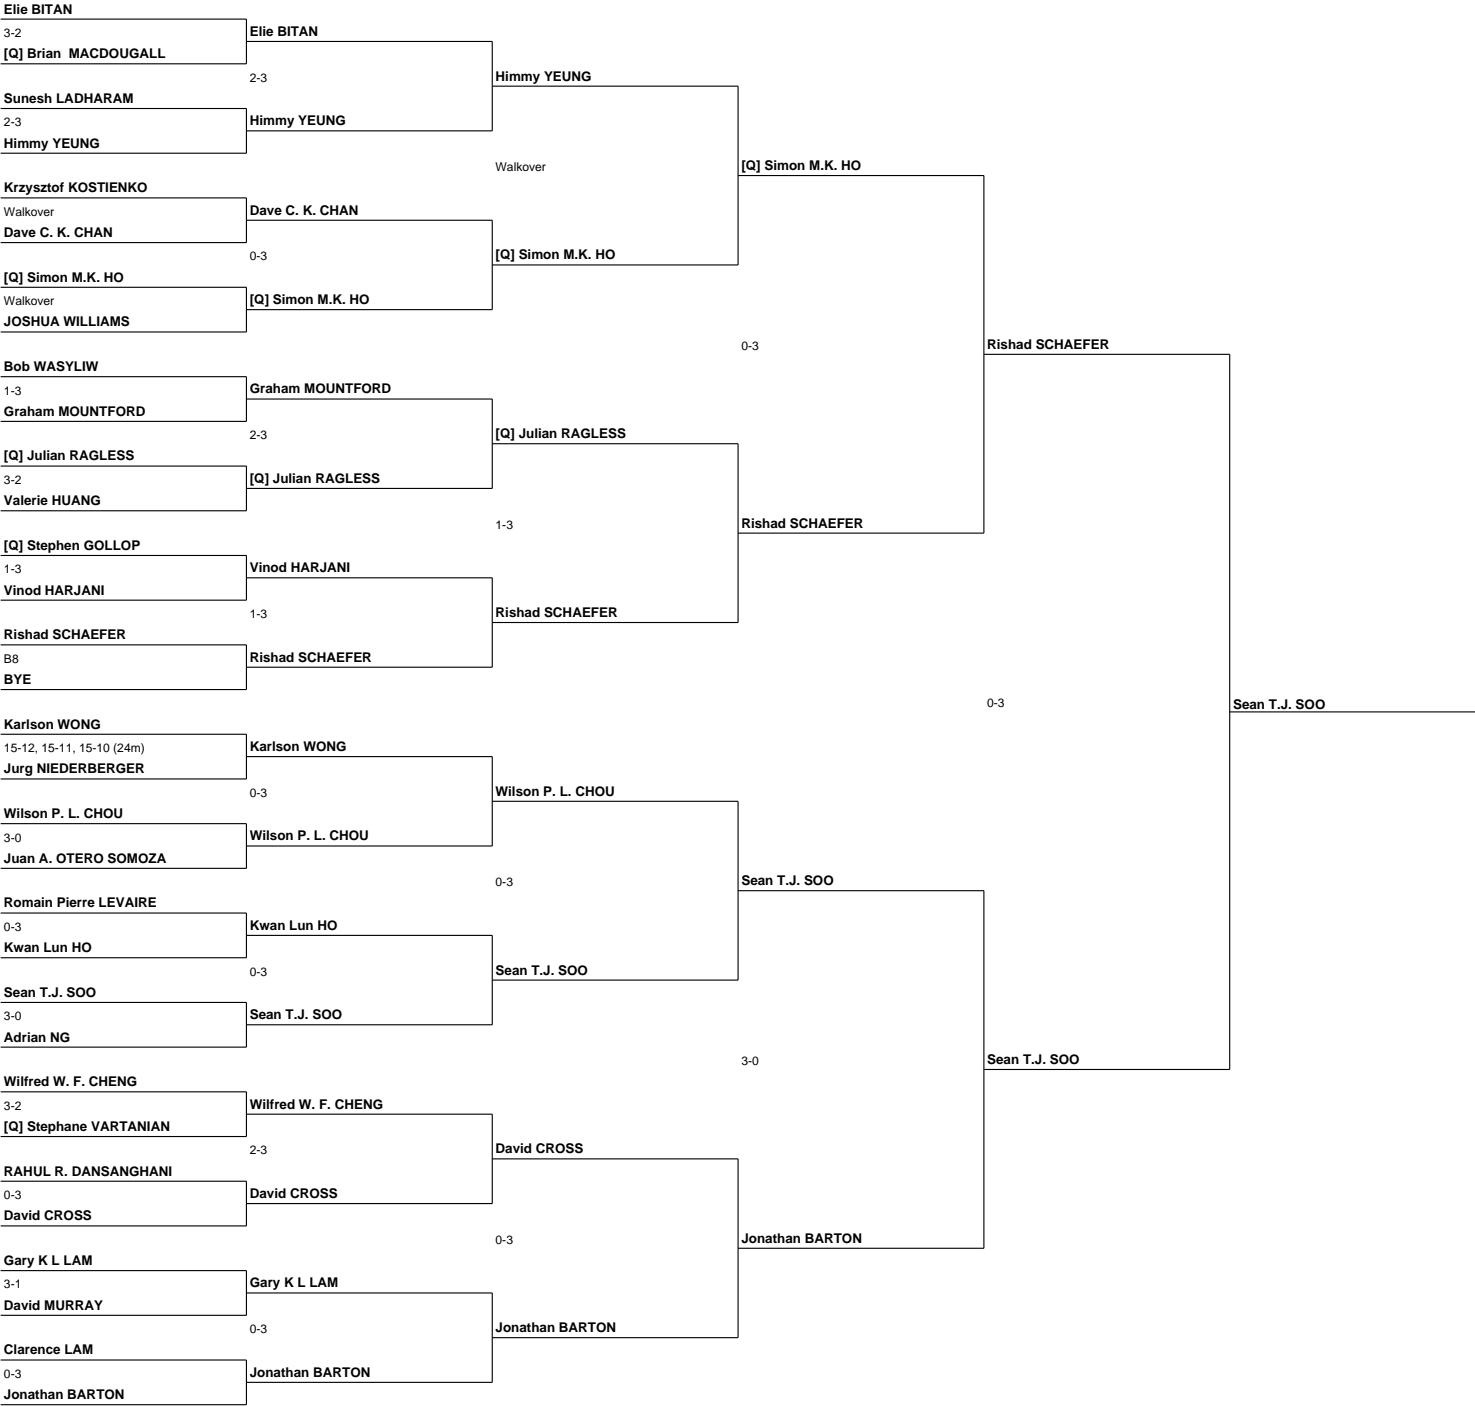 Elie BITAN
3-2
[Q] Brian  MACDOUGALL
Sunesh LADHARAM
2-3
Himmy YEUNG
Krzysztof KOSTIENKO
Walkover
Dave C. K. CHAN
[Q] Simon M.K. HO
Walkover
JOSHUA WILLIAMS
Bob WASYLIW
1-3
Graham MOUNTFORD
[Q] Julian RAGLESS
3-2
Valerie HUANG
[Q] Stephen GOLLOP
1-3
Vinod HARJANI
Rishad SCHAEFER
B8
BYE
Karlson WONG
15-12, 15-11, 15-10 (24m)
Jurg NIEDERBERGER
Wilson P. L. CHOU
3-0
Juan A. OTERO SOMOZA
Romain Pierre LEVAIRE
0-3
Kwan Lun HO
Sean T.J. SOO
3-0
Adrian NG
Wilfred W. F. CHENG
3-2
[Q] Stephane VARTANIAN
RAHUL R. DANSANGHANI
0-3
David CROSS
Gary K L LAM
3-1
David MURRAY
Clarence LAM
0-3
Jonathan BARTON
Elie BITAN
2-3
Himmy YEUNG
Dave C. K. CHAN
0-3
[Q] Simon M.K. HO
Graham MOUNTFORD
2-3
[Q] Julian RAGLESS
Vinod HARJANI
1-3
Rishad SCHAEFER
Karlson WONG
0-3
Wilson P. L. CHOU
Kwan Lun HO
0-3
Sean T.J. SOO
Wilfred W. F. CHENG
2-3
David CROSS
Gary K L LAM
0-3
Jonathan BARTON
Himmy YEUNG
Walkover
[Q] Simon M.K. HO
[Q] Julian RAGLESS
1-3
Rishad SCHAEFER
Wilson P. L. CHOU
0-3
Sean T.J. SOO
David CROSS
0-3
Jonathan BARTON
[Q] Simon M.K. HO
0-3
Rishad SCHAEFER
Sean T.J. SOO
3-0
Jonathan BARTON
Rishad SCHAEFER
0-3
Sean T.J. SOO
Sean T.J. SOO